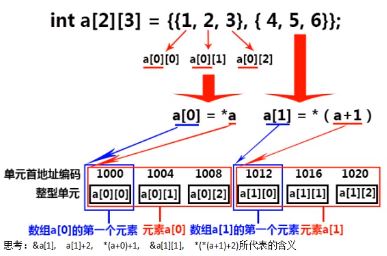 int a[2][3] = {{1, 2, 3}, { 4, 5, 6}};
a[0][0] a[0][1] a[0][2]
a[0] = *a a[1] = *（a+1）
单元首地址编码 1000 1004 1008 1012 1016 1020
整型单元 a[0][0] a[0][1] a[0][2] a[1][0] a[1][1] a[1][2]
数组a[0]的第一个元素 元素a[0] 数组a[1]的第一个元素 元素a[1]
思考：&a[1], a[1]+2, *(a+0)+1, &a[1][1], *(*(a+1)+2)所代表的含义